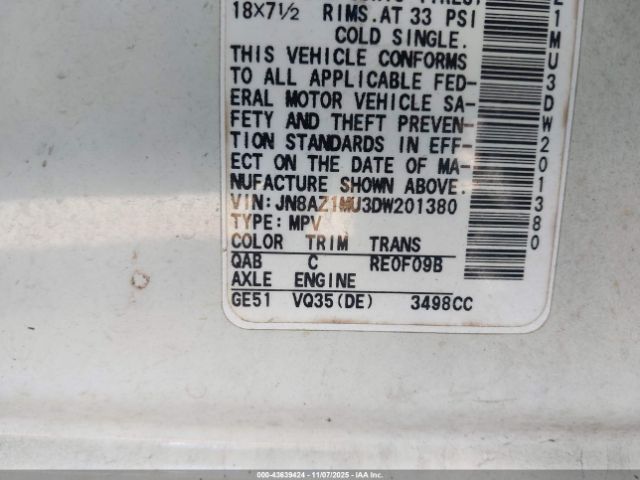 18x7½ RIMS.AT 33 PSI
COLD SINGLE.
THIS VEHICLE CONFORMS
TO ALL APPLICABLE FED-
ERAL MOTOR VEHICLE SA-
FETY AND THEFT PREVEN-
TION STANDARDS IN EFF-
ECT ON THE DATE OF MA-
NUFACTURE SHOWN ABOVE.
VIN:JN8AZ1MU3DW201380
TYPE:MPV
COLOR TRIM TRANS
QAB C RE0F09B
AXLE ENGINE
GE51 VQ35(DE) 3498CC
1MU3DW201380
000-43639424 - 11/07/2025 - IAA Inc. Copyright